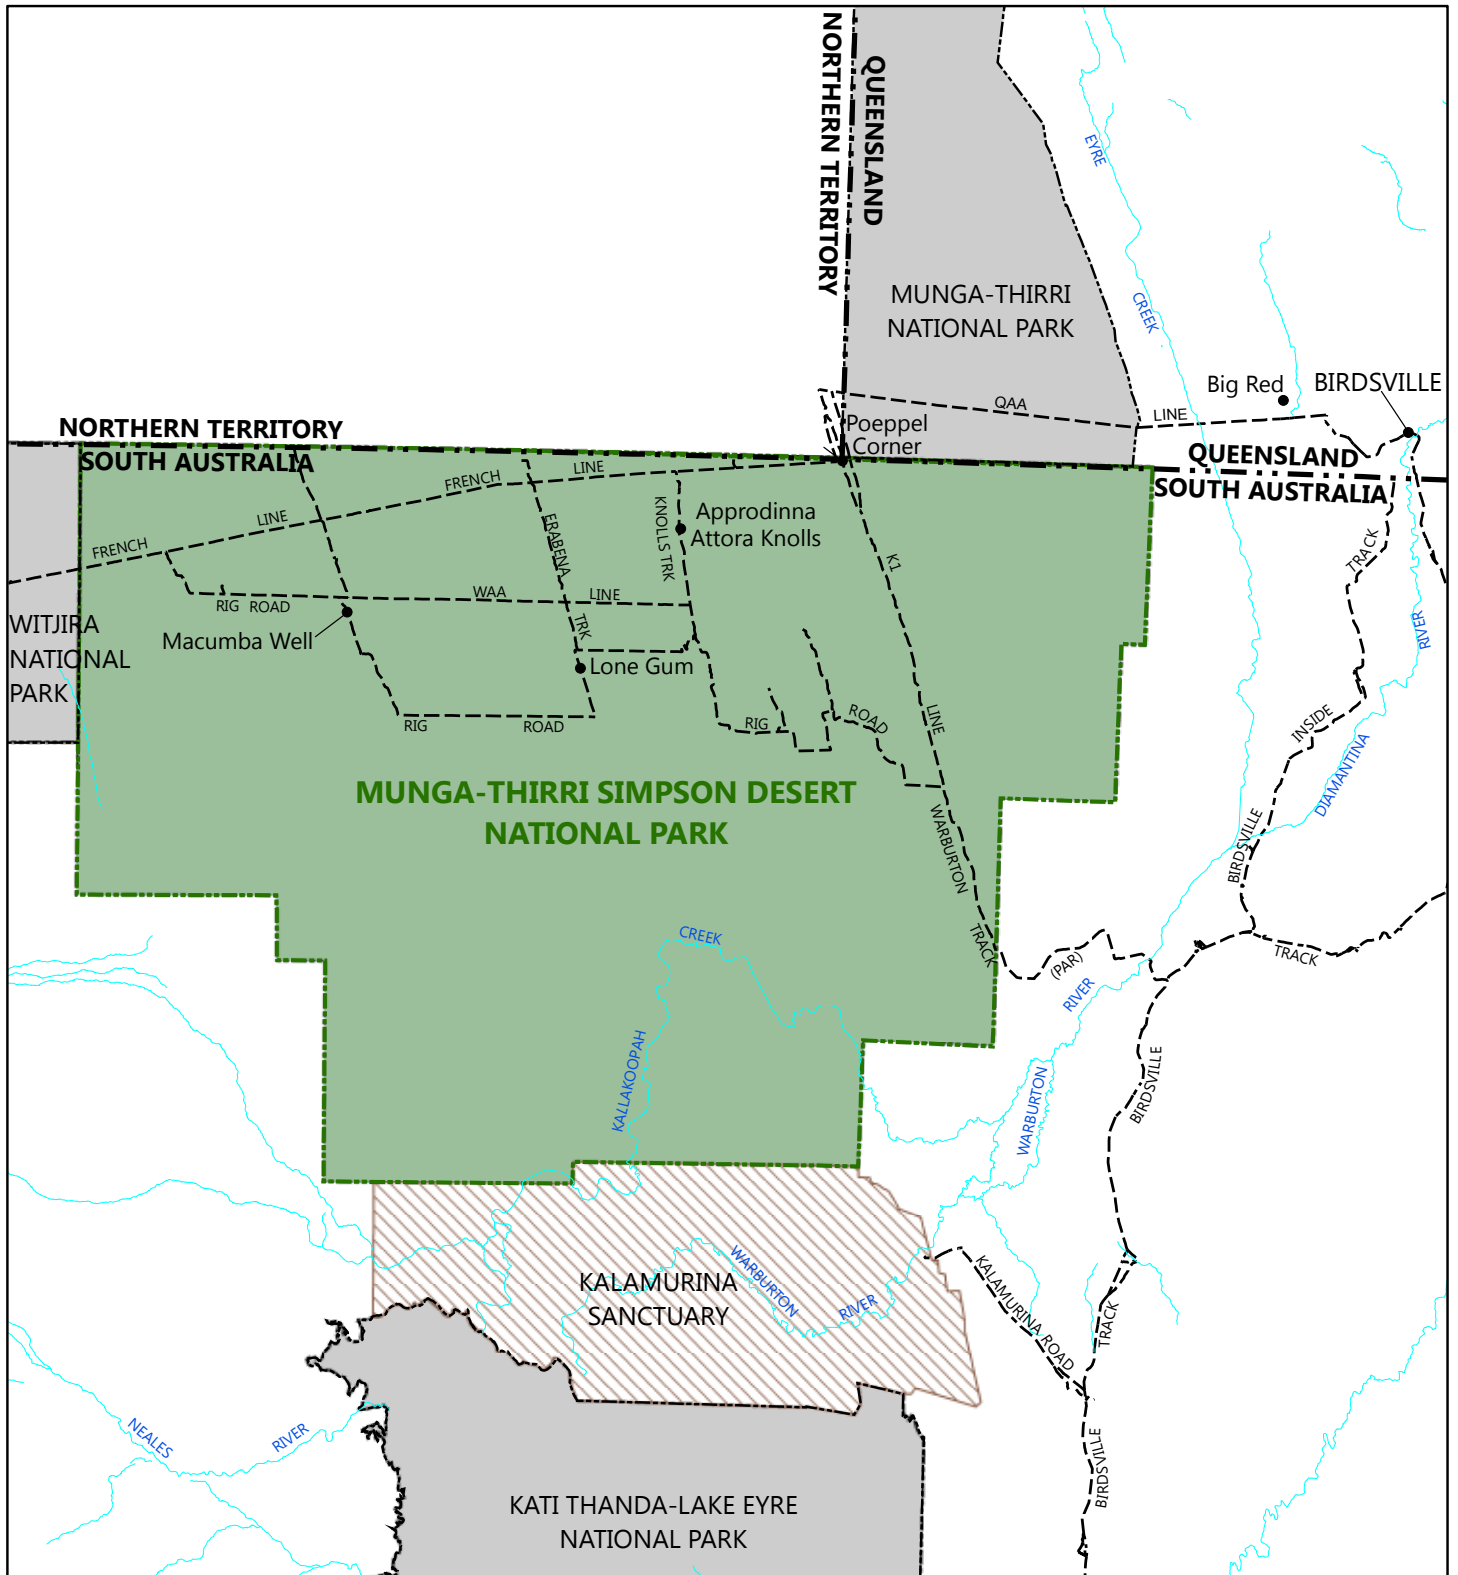 NORTHERN TERRITORY
QUEENSLAND
EYRE
CREEK
MUNGA-THIRRI
NATIONAL PARK
Big Red
BIRDSVILLE
QAA
LINE
Poeppel
Corner
NORTHERN TERRITORY
SOUTH AUSTRALIA
QUEENSLAND
SOUTH AUSTRALIA
FRENCH
LINE
FRENCH
LINE
ERABENA
TRK
KNOLLS TRK
Approdinna
Attora Knolls
K1
LINE
TRACK
RIVER
WITJIRA
NATIONAL
PARK
RIG ROAD
WAA
LINE
Macumba Well
Lone Gum
RIG
ROAD
RIG
ROAD
INSIDE
DIAMANTINA
BIRDSVILLE
MUNGA-THIRRI SIMPSON DESERT
NATIONAL PARK
WARBURTON
TRACK
(PAR)
TRACK
CREEK
RIVER
KALLAKOOPAH
WARBURTON
BIRDSVILLE
KALAMURINA
SANCTUARY
WARBURTON
RIVER
KALAMURINA ROAD
TRACK
NEALES
RIVER
BIRDSVILLE
KATI THANDA-LAKE EYRE
NATIONAL PARK